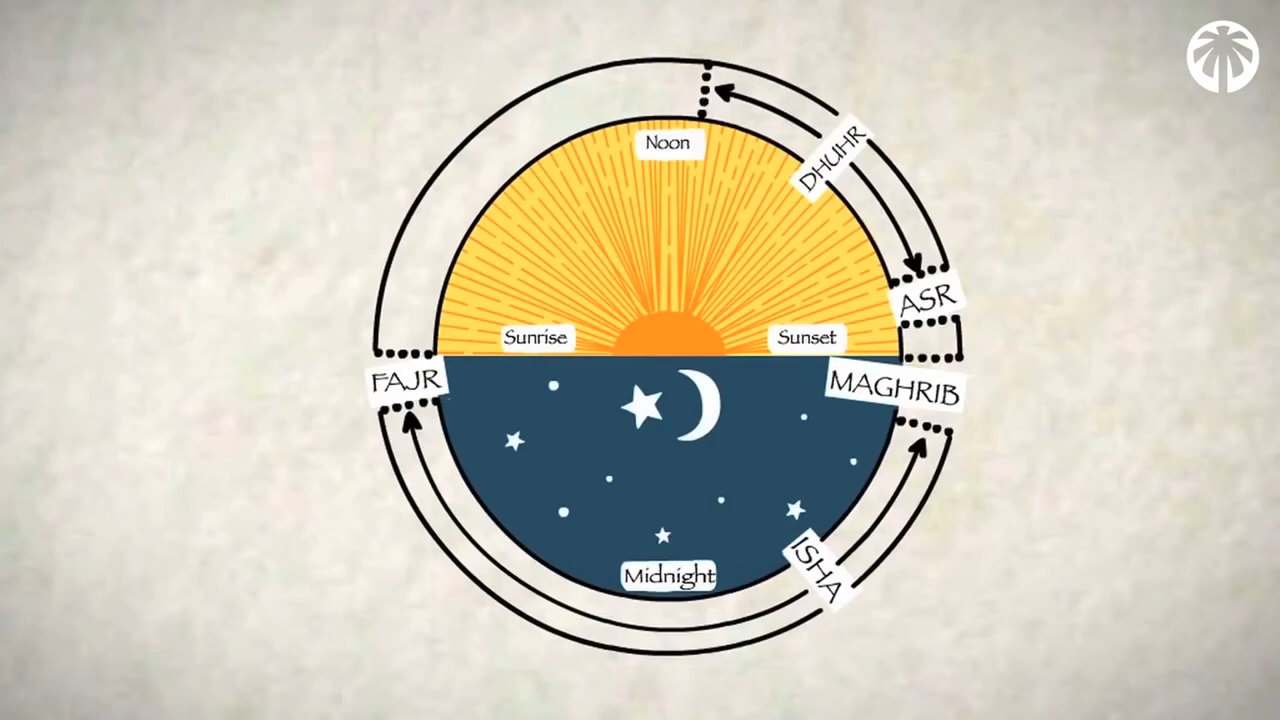 Noon
DHUHR
ASR
Sunrise
Sunset
FAJR
MAGHRIB
ISHA
Midnight